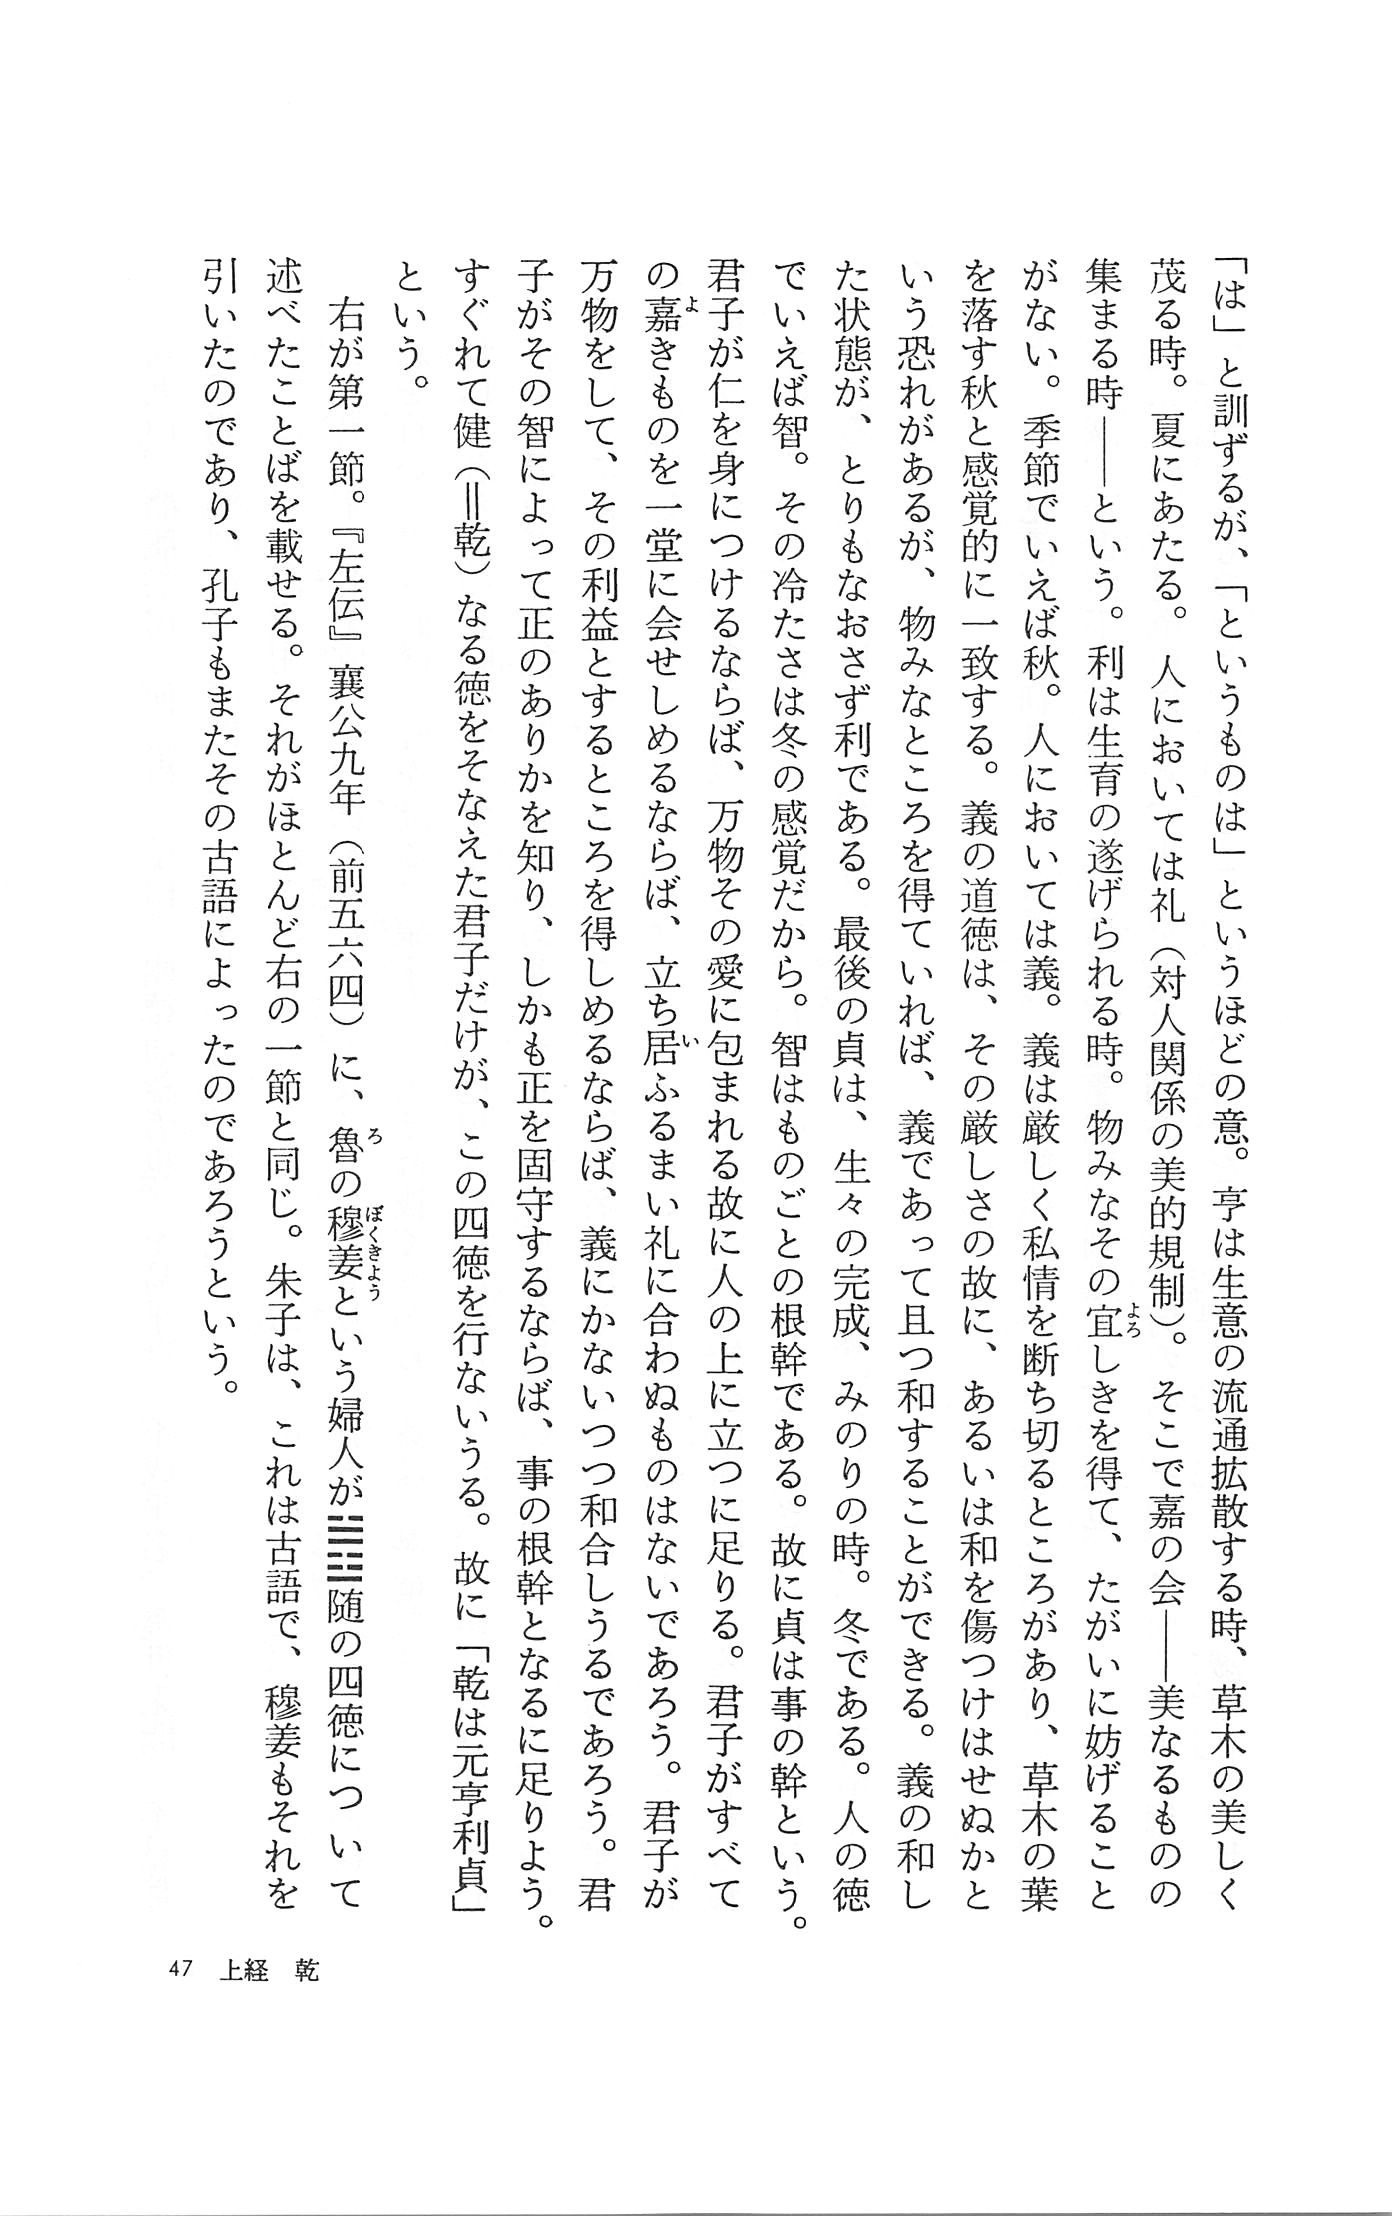 「は」と訓ずるが、「というものは」というほどの意。亨は生意の流通拡散する時、草木の美しく
茂る時。夏にあたる。人においては礼（対人関係の美的規制）。そこで嘉の会――美なるものの
集まる時――という。利は生育の遂げられる時。物みなその宜しきを得て、たがいに妨げること
がない。季節でいえば秋。人においては義。義は厳しく私情を断ち切るところがあり、草木の葉
を落す秋と感覚的に一致する。義の道徳は、その厳しさの故に、あるいは和を傷つけはせぬかと
いう恐れがあるが、物みなところを得ていれば、義であって且つ和することができる。義の和し
た状態が、とりもなおさず利である。最後の貞は、生々の完成、みのりの時。冬である。人の徳
でいえば智。その冷たさは冬の感覚だから。智はものごとの根幹である。故に貞は事の幹という。
君子が仁を身につけるならば、万物その愛に包まれる故に人の上に立つに足りる。君子がすべて
の嘉きものを一堂に会せしめるならば、立ち居ふるまい礼に合わぬものはないであろう。君子が
万物をして、その利益とするところを得しめるならば、義にかないつつ和合しうるであろう。君
子がその智によって正のありかを知り、しかも正を固守するならば、事の根幹となるに足りよう。
すぐれて健（＝乾）なる徳をそなえた君子だけが、この四徳を行ないうる。故に「乾は元亨利貞」
という。
右が第一節。『左伝』襄公九年（前五六四）に、魯の穆姜という婦人が☱☳随の四徳について
述べたことばを載せる。それがほとんど右の一節と同じ。朱子は、これは古語で、穆姜もそれを
引いたのであり、孔子もまたその古語によったのであろうという。
よろ
よ
い
ろ
ぼくきよう
47 上経 乾